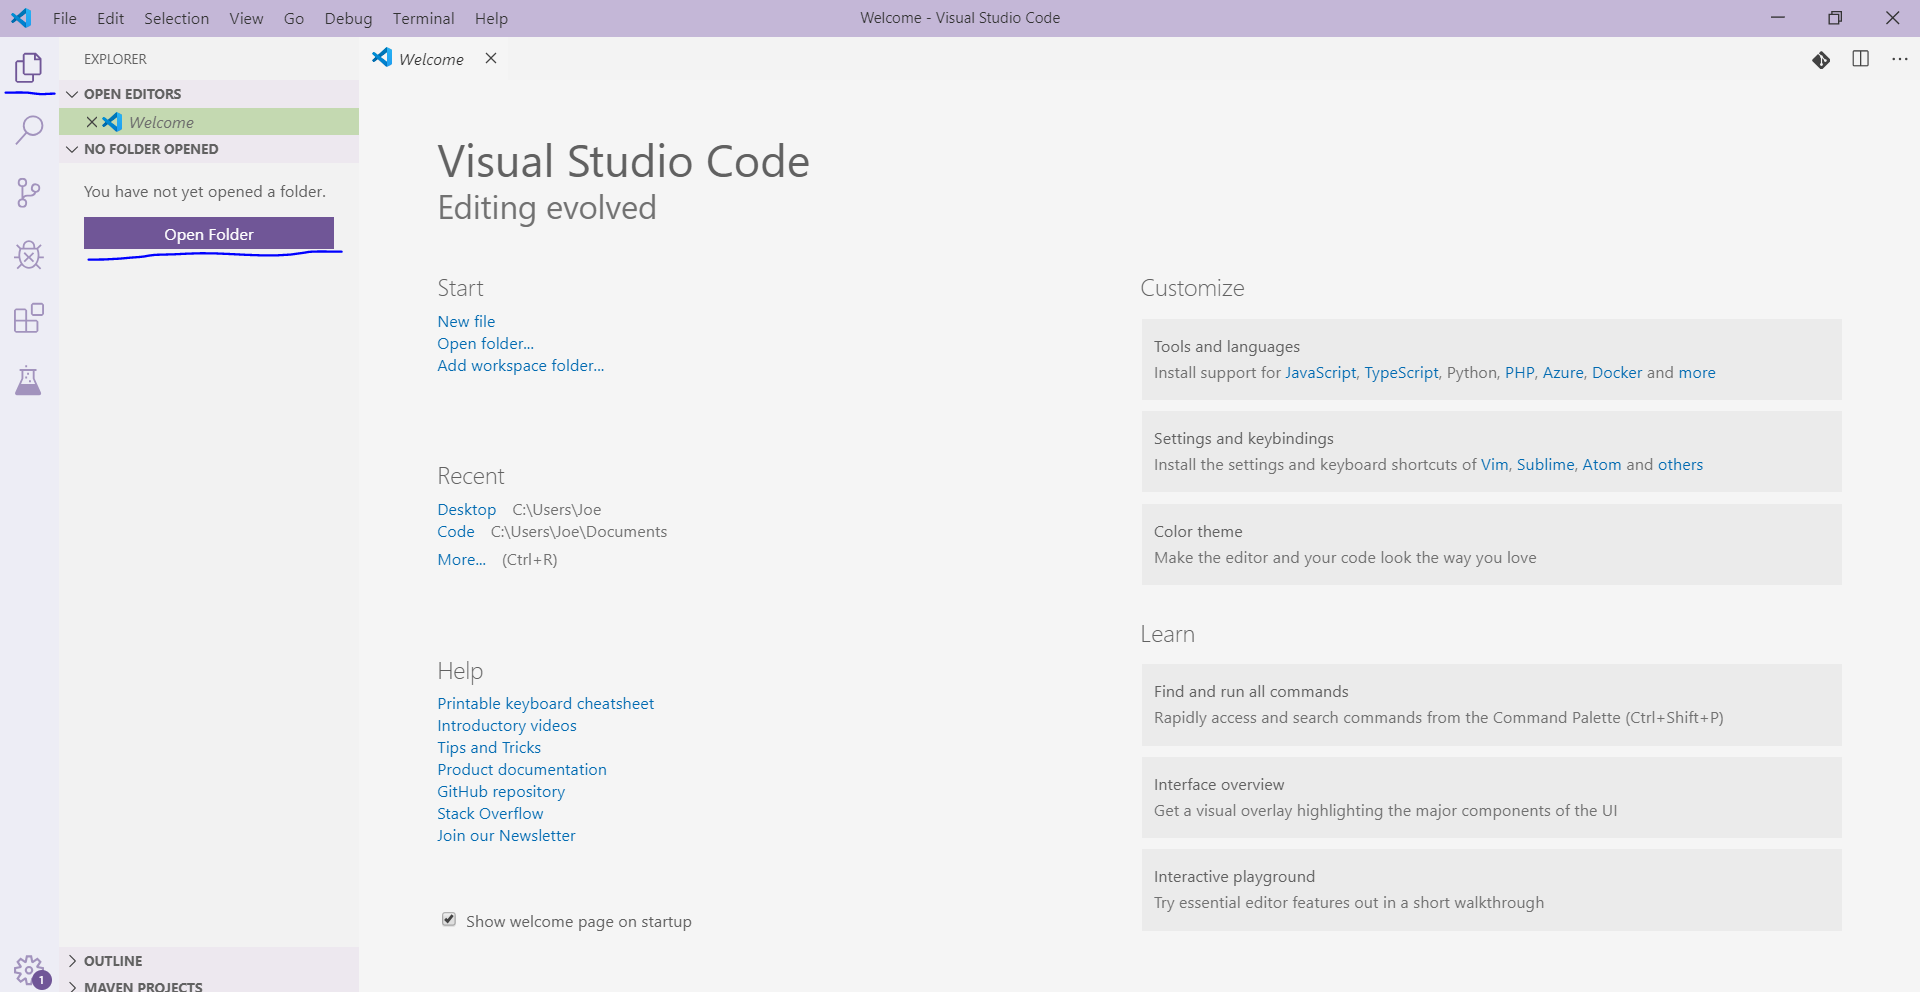 File Edit Selection View Go Debug Terminal Help
Welcome - Visual Studio Code
EXPLORER
OPEN EDITORS
Welcome
NO FOLDER OPENED
You have not yet opened a folder.
Open Folder
OUTLINE
MAVEN PROJECTS
1
Welcome
Visual Studio Code
Editing evolved
Start
New file
Open folder...
Add workspace folder...
Recent
Desktop C:\Users\Joe
Code C:\Users\Joe\Documents
More... (Ctrl+R)
Help
Printable keyboard cheatsheet
Introductory videos
Tips and Tricks
Product documentation
GitHub repository
Stack Overflow
Join our Newsletter
Show welcome page on startup
Customize
Tools and languages
Install support for JavaScript, TypeScript, Python, PHP, Azure, Docker and more
Settings and keybindings
Install the settings and keyboard shortcuts of Vim, Sublime, Atom and others
Color theme
Make the editor and your code look the way you love
Learn
Find and run all commands
Rapidly access and search commands from the Command Palette (Ctrl+Shift+P)
Interface overview
Get a visual overlay highlighting the major components of the UI
Interactive playground
Try essential editor features out in a short walkthrough